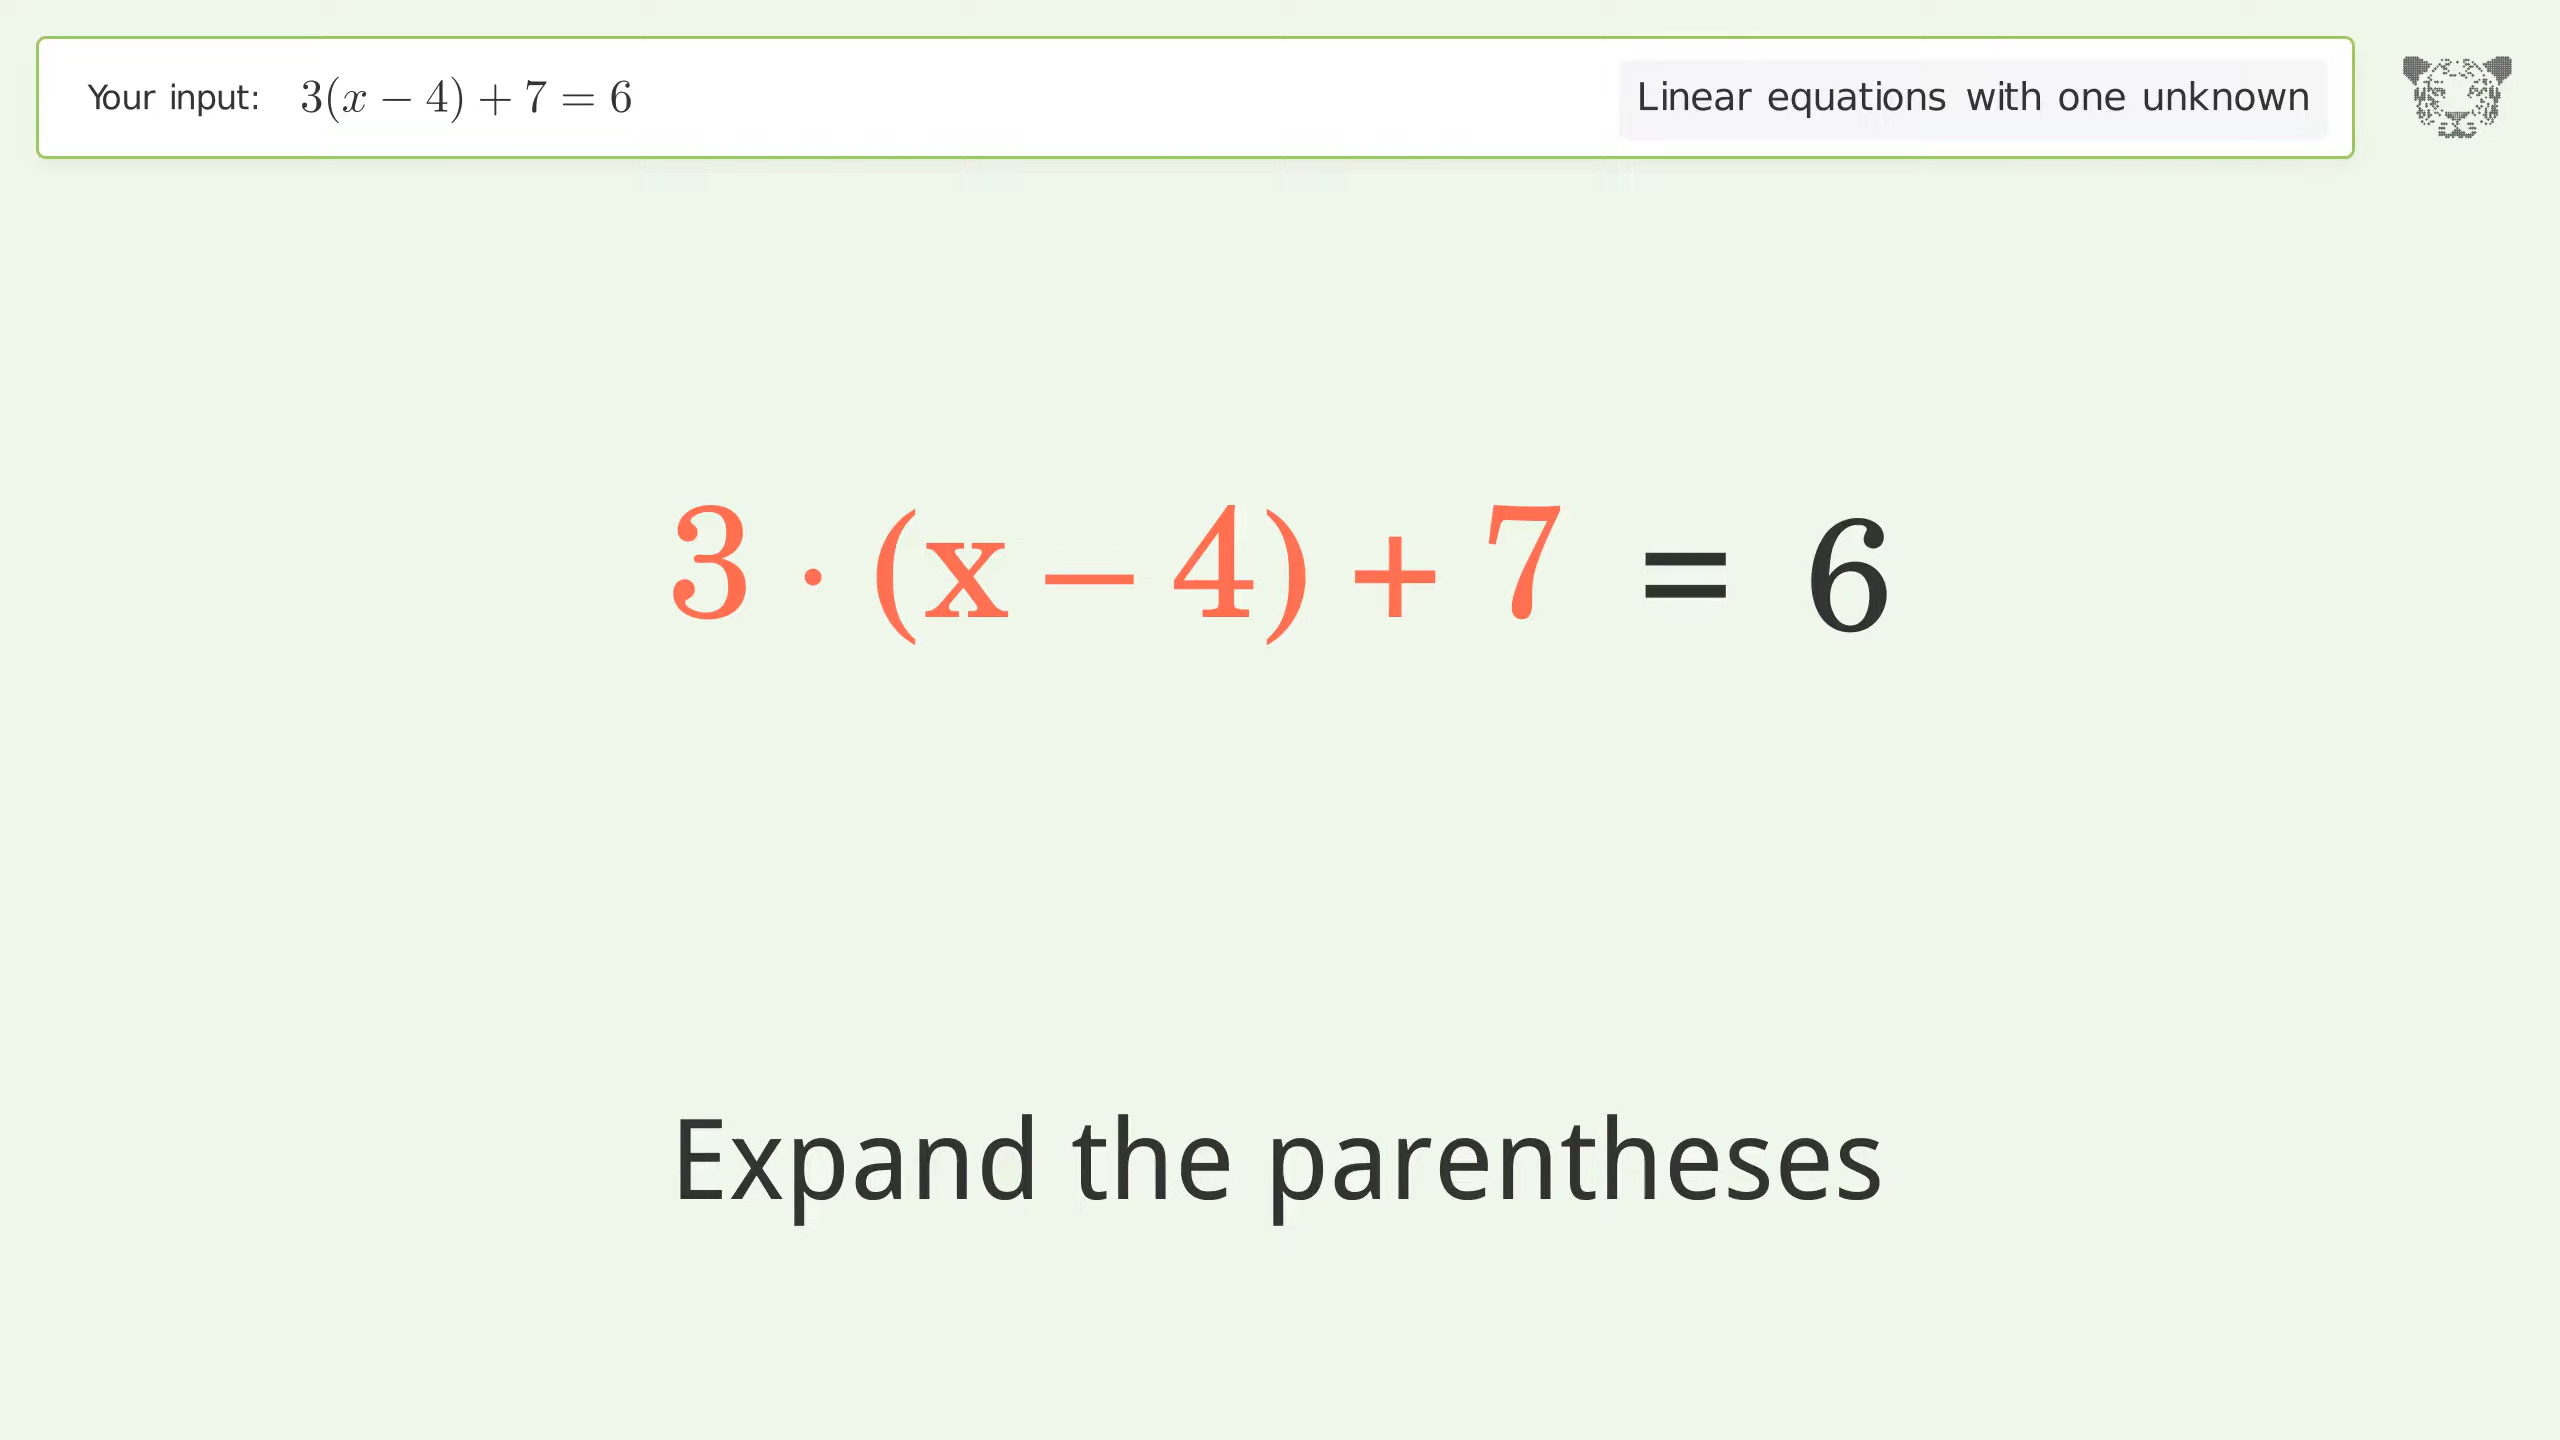 Your input: 3(x − 4) + 7 = 6
Linear equations with one unknown
3 · (x − 4) + 7 = 6
Expand the parentheses